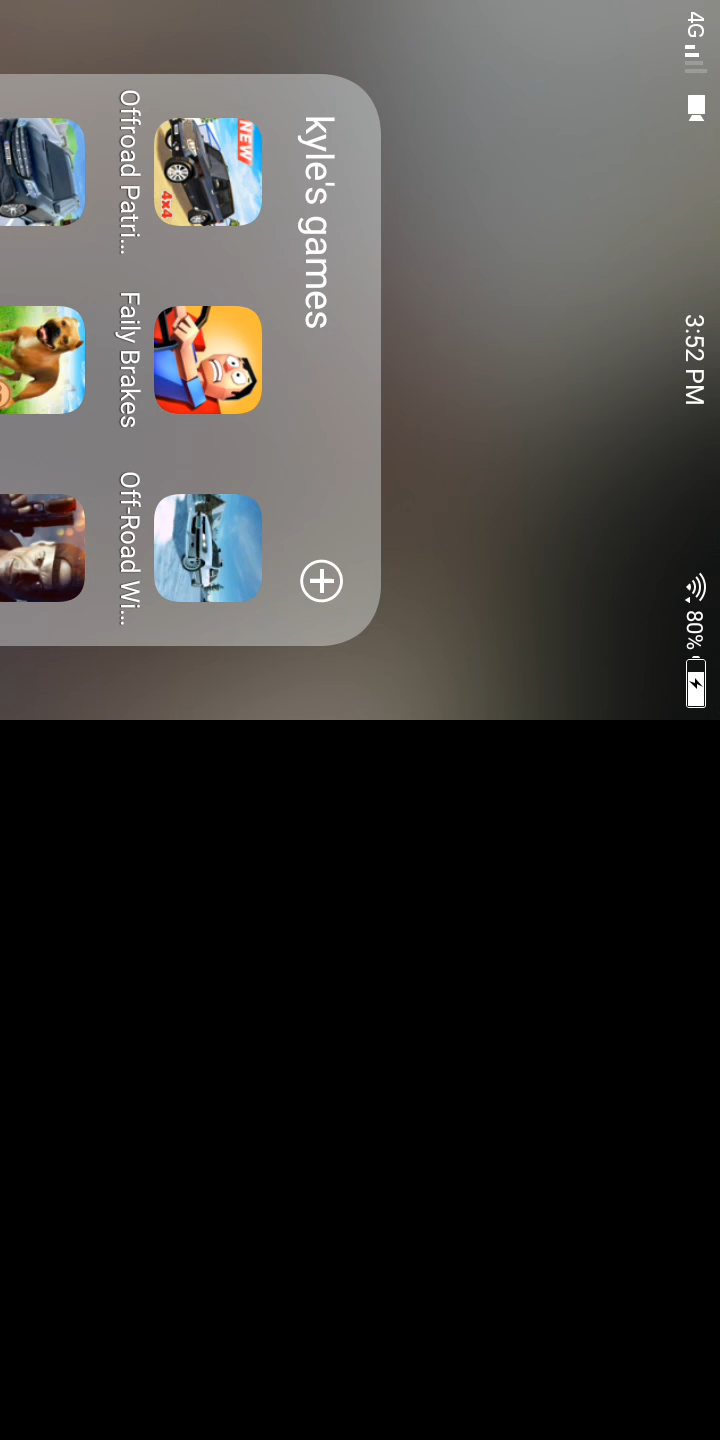 4G 3:52 PM 80%
kyle's games
NEW
4x4
Offroad Patri... Faily Brakes Off-Road Wi...